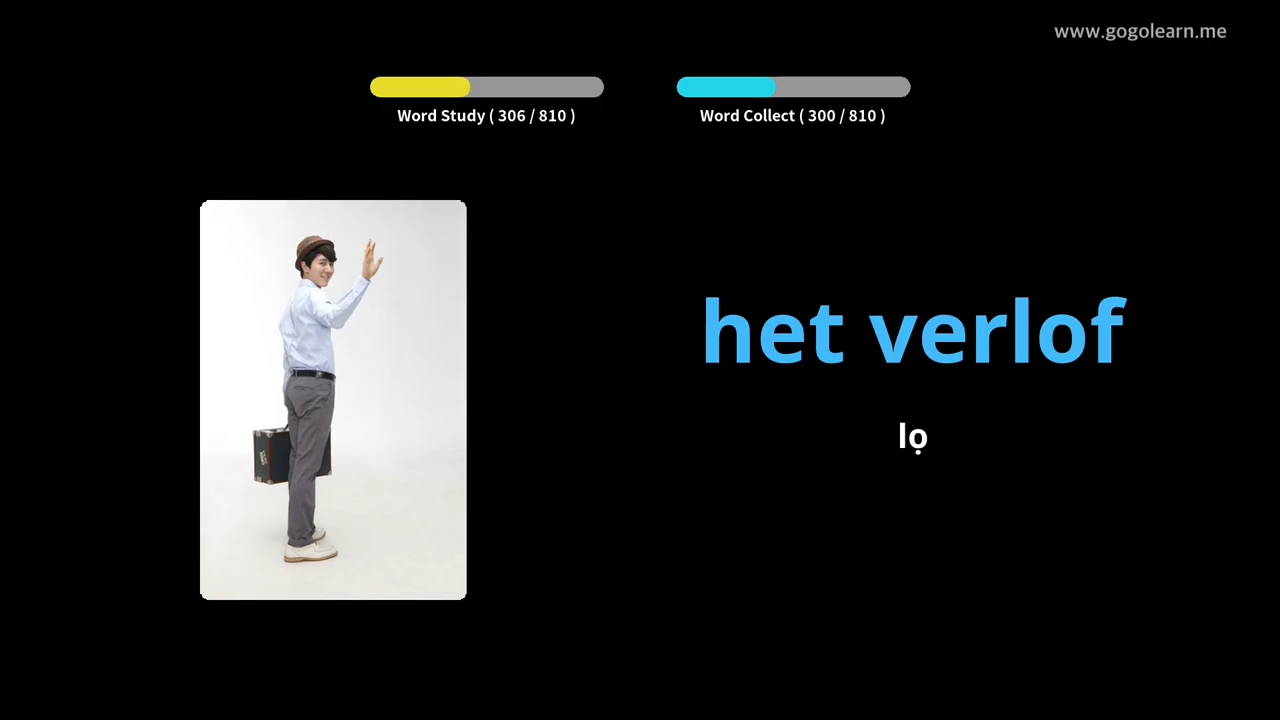 www.gogolearn.me
Word Study ( 306 / 810 )
Word Collect ( 300 / 810 )
het verlof
lọ